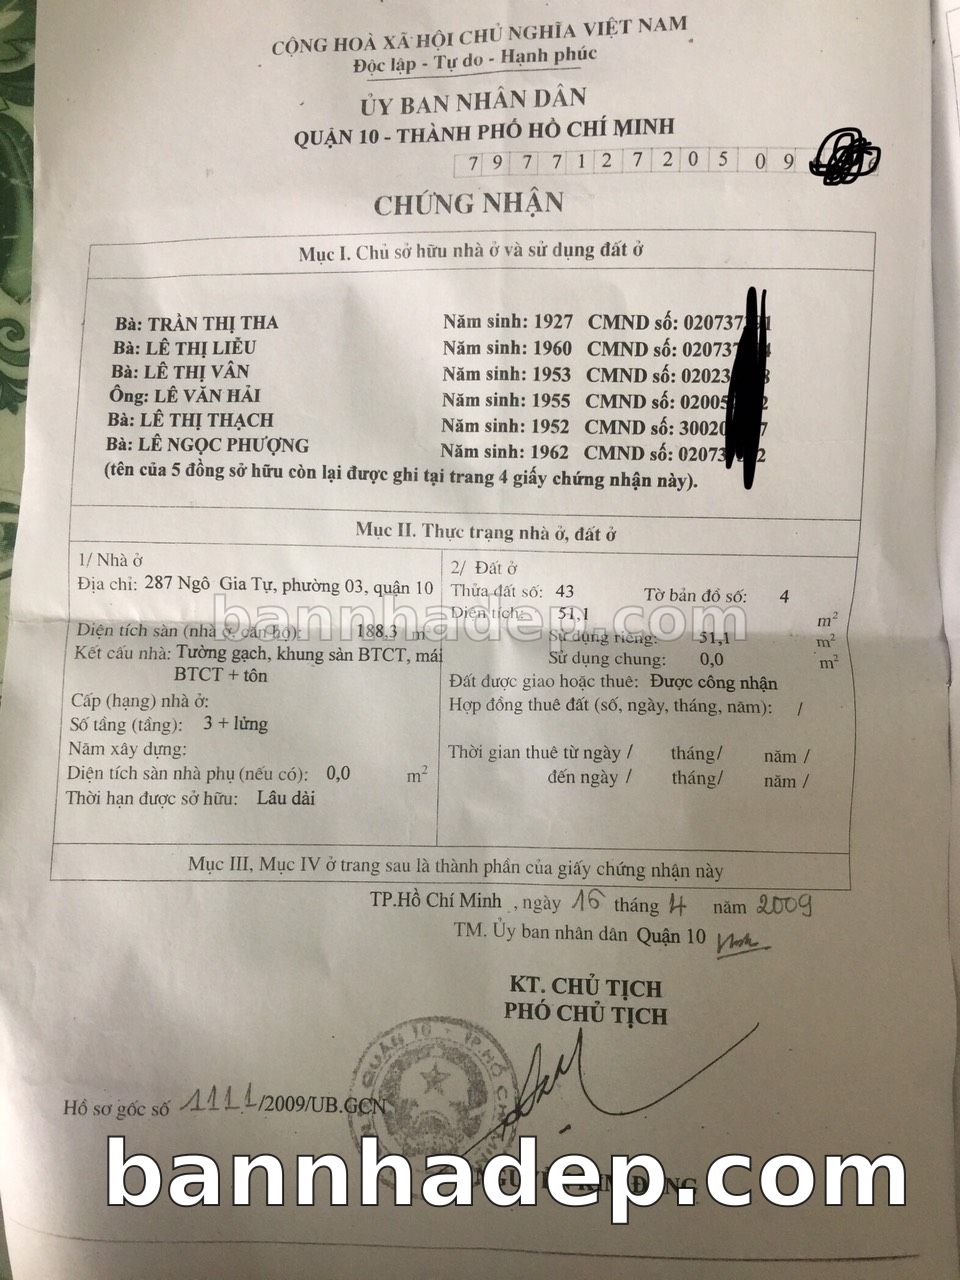 CỘNG HOÀ XÃ HỘI CHỦ NGHĨA VIỆT NAM
Độc lập - Tự do - Hạnh phúc
ỦY BAN NHÂN DÂN
QUẬN 10 - THÀNH PHỐ HỒ CHÍ MINH
7 9 7 7 1 2 7 2 0 5 0 9
CHỨNG NHẬN
Mục I. Chủ sở hữu nhà ở và sử dụng đất ở
Bà: TRẦN THỊ THA Năm sinh: 1927 CMND số: 020737
Bà: LÊ THỊ LIỄU Năm sinh: 1960 CMND số: 020737
Bà: LÊ THỊ VÂN Năm sinh: 1953 CMND số: 02023
Ông: LÊ VĂN HẢI Năm sinh: 1955 CMND số: 02005
Bà: LÊ THỊ THẠCH Năm sinh: 1952 CMND số: 30020
Bà: LÊ NGỌC PHƯỢNG Năm sinh: 1962 CMND số: 02073
(tên của 5 đồng sở hữu còn lại được ghi tại trang 4 giấy chứng nhận này).
Mục II. Thực trạng nhà ở, đất ở
1/ Nhà ở
Địa chỉ: 287 Ngô Gia Tự, phường 03, quận 10
Diện tích sàn (nhà ở, căn hộ): 188,3 m²
Kết cấu nhà: Tường gạch, khung sàn BTCT, mái
BTCT + tôn
Cấp (hạng) nhà ở:
Số tầng (tầng): 3 + lửng
Năm xây dựng:
Diện tích sàn nhà phụ (nếu có): 0,0 m²
Thời hạn được sở hữu: Lâu dài
2/ Đất ở
Thửa đất số: 43 Tờ bản đồ số: 4
Diện tích: 51,1 m²
Sử dụng riêng: 51,1 m²
Sử dụng chung: 0,0 m²
Đất được giao hoặc thuê: Được công nhận
Hợp đồng thuê đất (số, ngày, tháng, năm): /
Thời gian thuê từ ngày / tháng/ năm /
đến ngày / tháng/ năm /
bannhadep.com
Mục III, Mục IV ở trang sau là thành phần của giấy chứng nhận này
TP.Hồ Chí Minh , ngày 16 tháng 4 năm 2009
TM. Ủy ban nhân dân Quận 10
KT. CHỦ TỊCH
PHÓ CHỦ TỊCH
Hồ sơ gốc số 1111/2009/UB.GCN
bannhadep.com